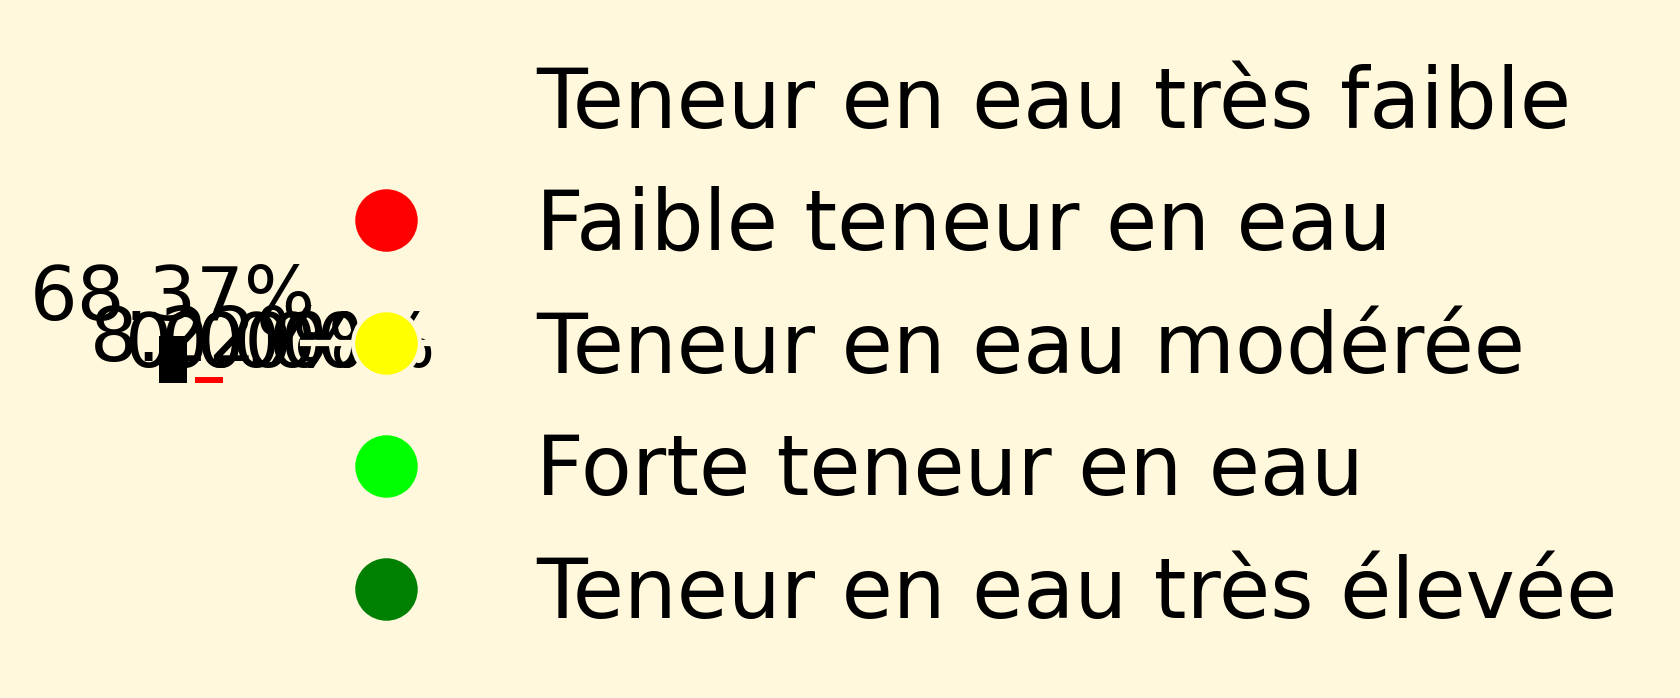 Teneur en eau très faible
Faible teneur en eau
68.37%
Teneur en eau modérée
Forte teneur en eau
Teneur en eau très élevée